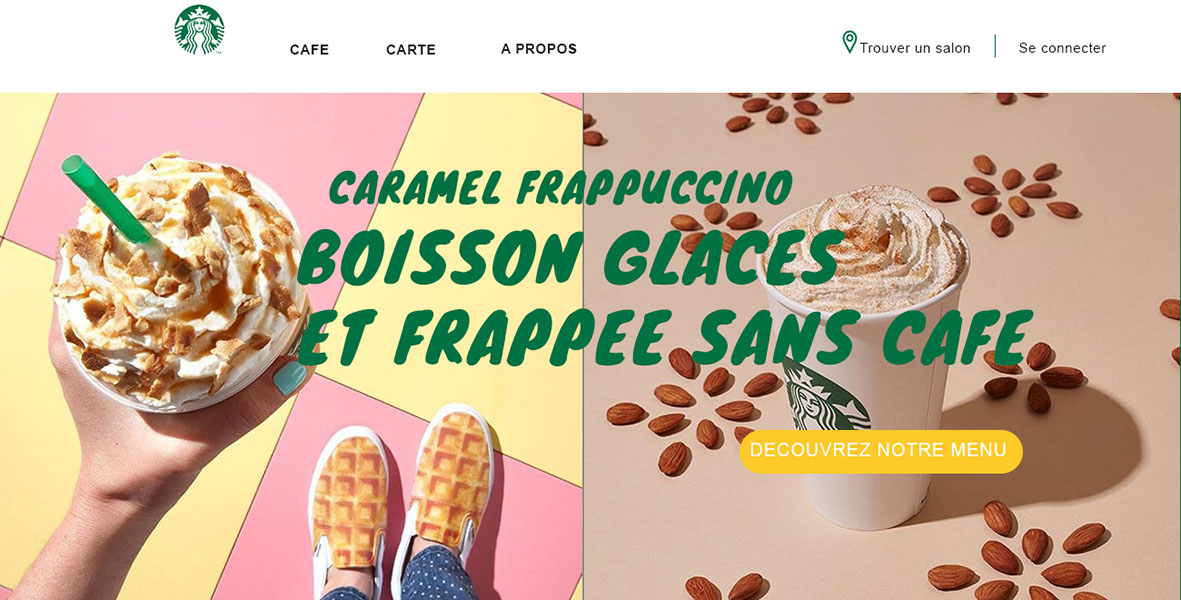 CAFE
CARTE
A PROPOS
Trouver un salon
Se connecter
CARAMEL FRAPPUCCINO
BOISSON GLACES
ET FRAPPEE SANS CAFE
DECOUVREZ NOTRE MENU